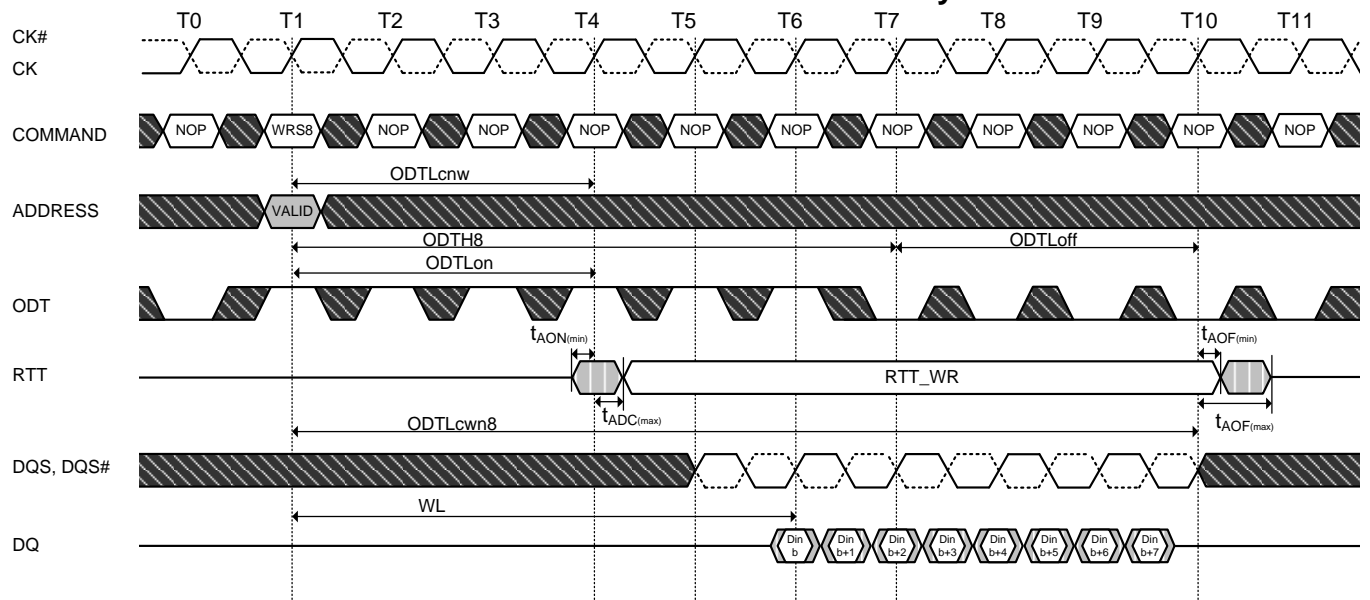 T0 T1 T2 T3 T4 T5 T6 T7 T8 T9 T10 T11
CK#
CK
COMMAND
NOP WRS8 NOP NOP NOP NOP NOP NOP NOP NOP NOP NOP
ODTLcnw
ADDRESS
VALID
ODTH8 ODTLoff
ODTLon
ODT
tAON(min) tAOF(min)
RTT
RTT_WR
tADC(max) tAOF(max)
ODTLcwn8
DQS, DQS#
WL
DQ
Din b Din b+1 Din b+2 Din b+3 Din b+4 Din b+5 Din b+6 Din b+7